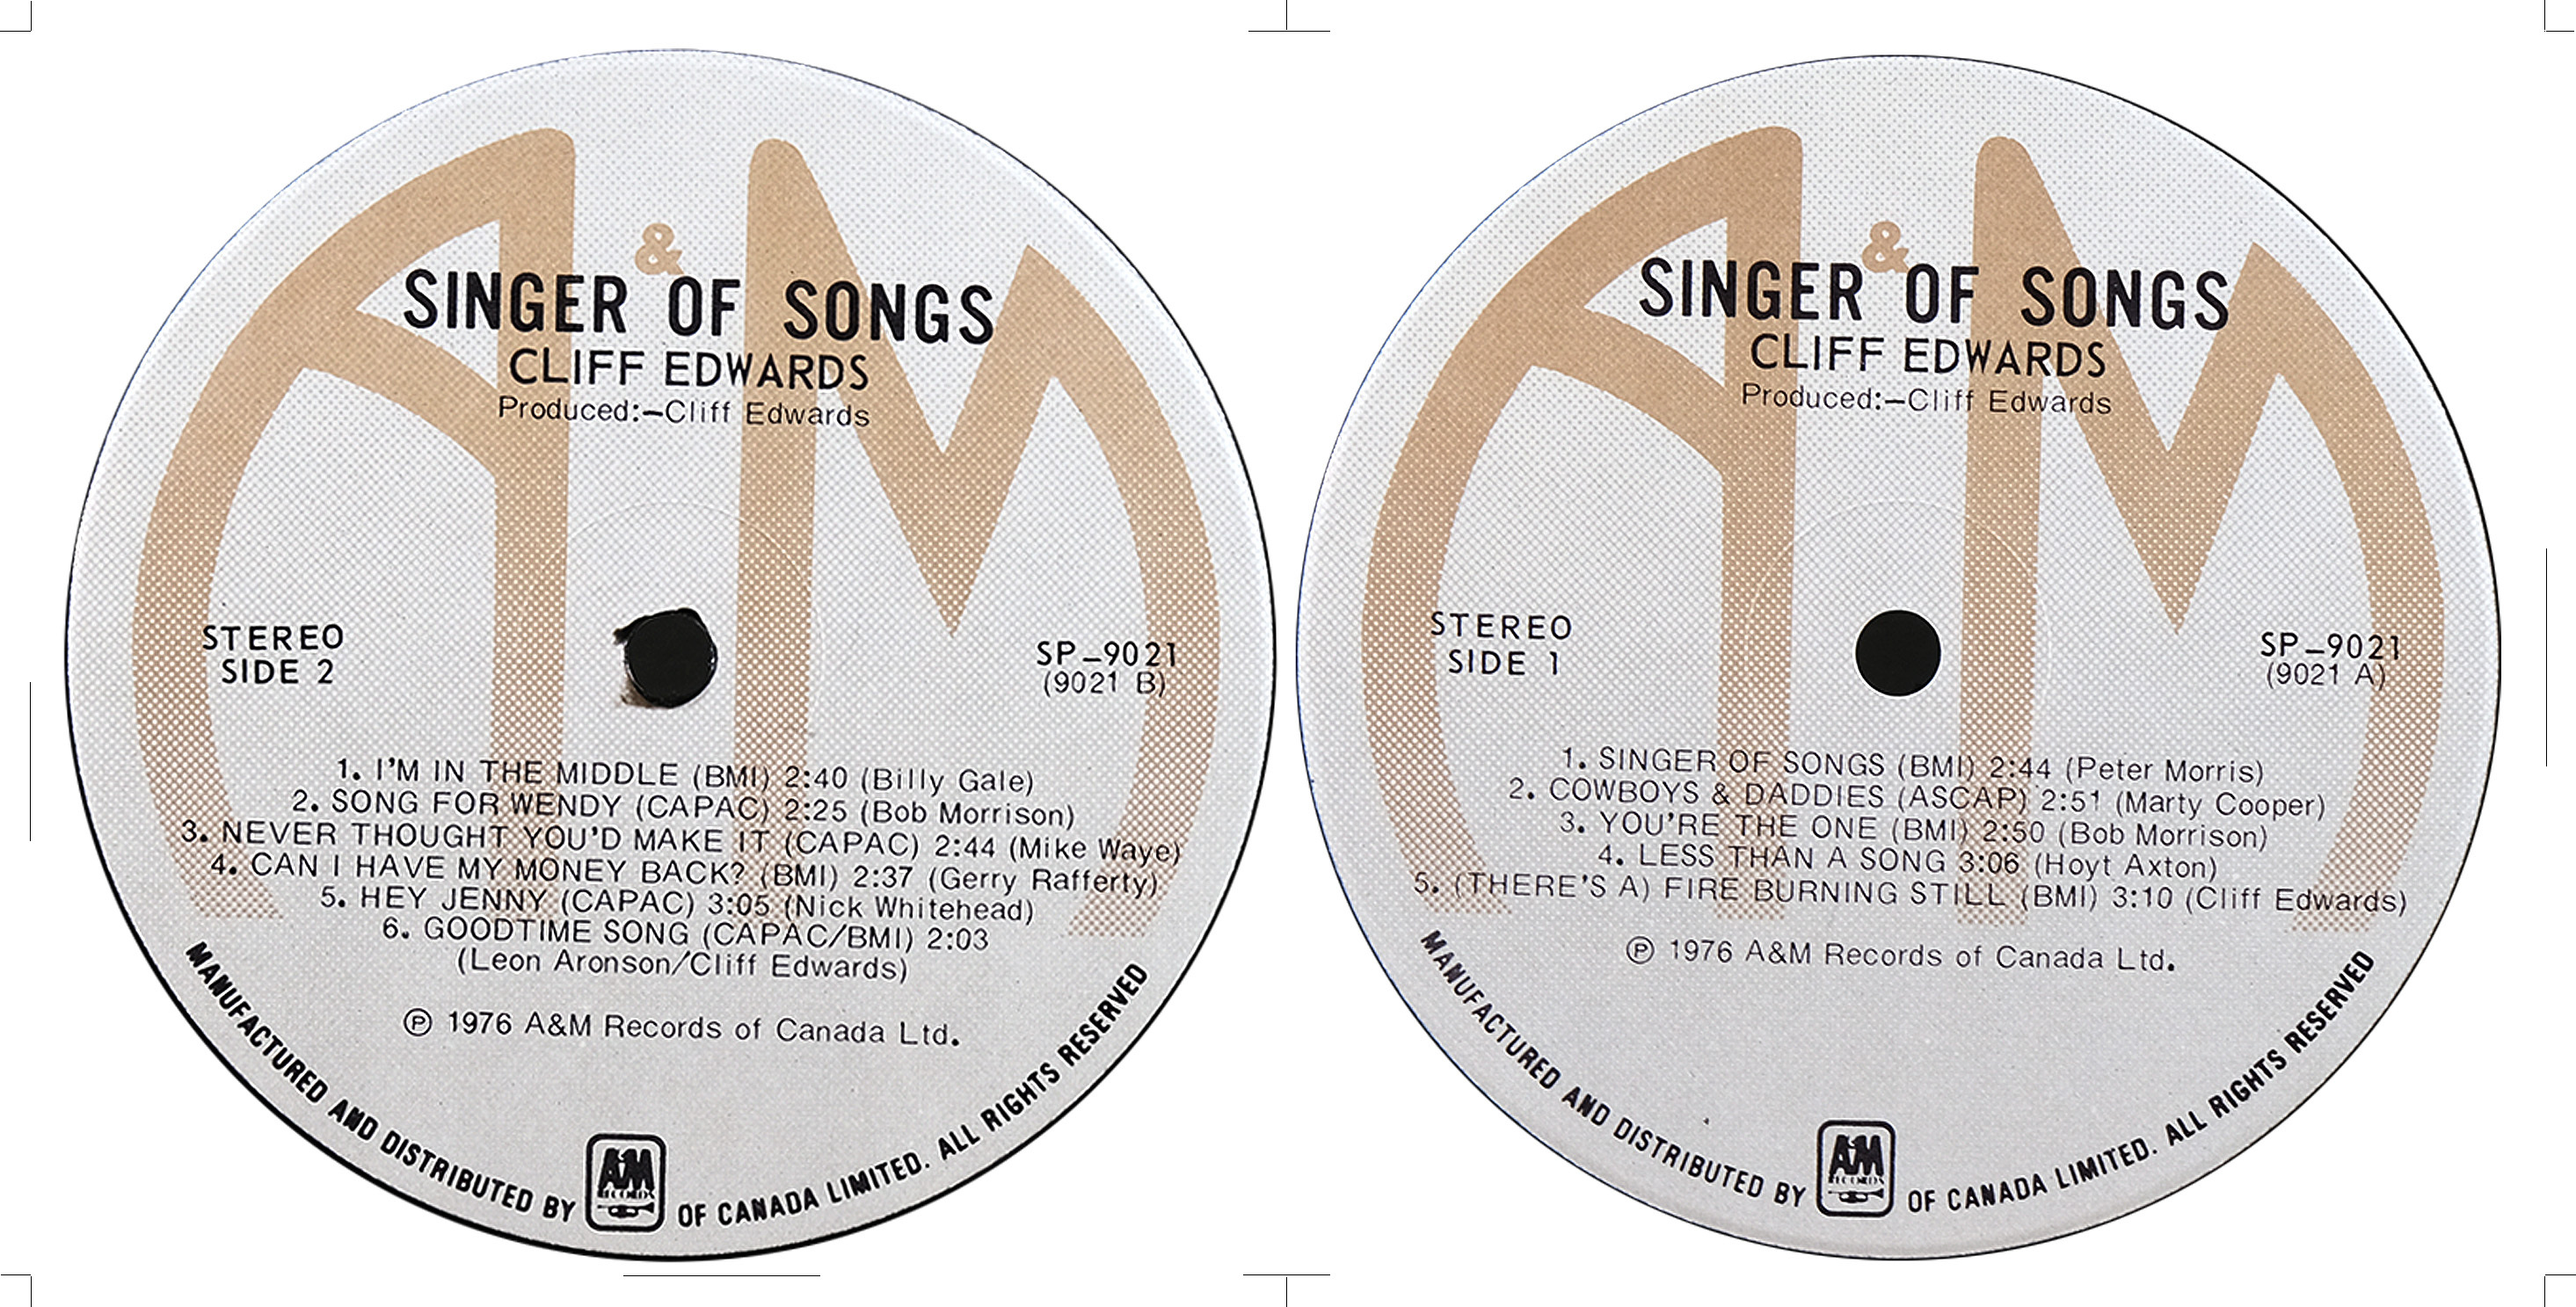 &
SINGER OF SONGS
CLIFF EDWARDS
Produced:–Cliff Edwards
STEREO
SIDE 2
SP–9021
(9021 B)
1. I'M IN THE MIDDLE (BMI) 2:40 (Billy Gale)
2. SONG FOR WENDY (CAPAC) 2:25 (Bob Morrison)
3. NEVER THOUGHT YOU'D MAKE IT (CAPAC) 2:44 (Mike Waye)
4. CAN I HAVE MY MONEY BACK? (BMI) 2:37 (Gerry Rafferty)
5. HEY JENNY (CAPAC) 3:05 (Nick Whitehead)
6. GOODTIME SONG (CAPAC/BMI) 2:03
(Leon Aronson/Cliff Edwards)
℗ 1976 A&M Records of Canada Ltd.
MANUFACTURED AND DISTRIBUTED BY A&M RECORDS OF CANADA LIMITED. ALL RIGHTS RESERVED
&
SINGER OF SONGS
CLIFF EDWARDS
Produced:–Cliff Edwards
STEREO
SIDE 1
SP–9021
(9021 A)
1. SINGER OF SONGS (BMI) 2:44 (Peter Morris)
2. COWBOYS & DADDIES (ASCAP) 2:51 (Marty Cooper)
3. YOU'RE THE ONE (BMI) 2:50 (Bob Morrison)
4. LESS THAN A SONG 3:06 (Hoyt Axton)
5. (THERE'S A) FIRE BURNING STILL (BMI) 3:10 (Cliff Edwards)
℗ 1976 A&M Records of Canada Ltd.
MANUFACTURED AND DISTRIBUTED BY A&M RECORDS OF CANADA LIMITED. ALL RIGHTS RESERVED